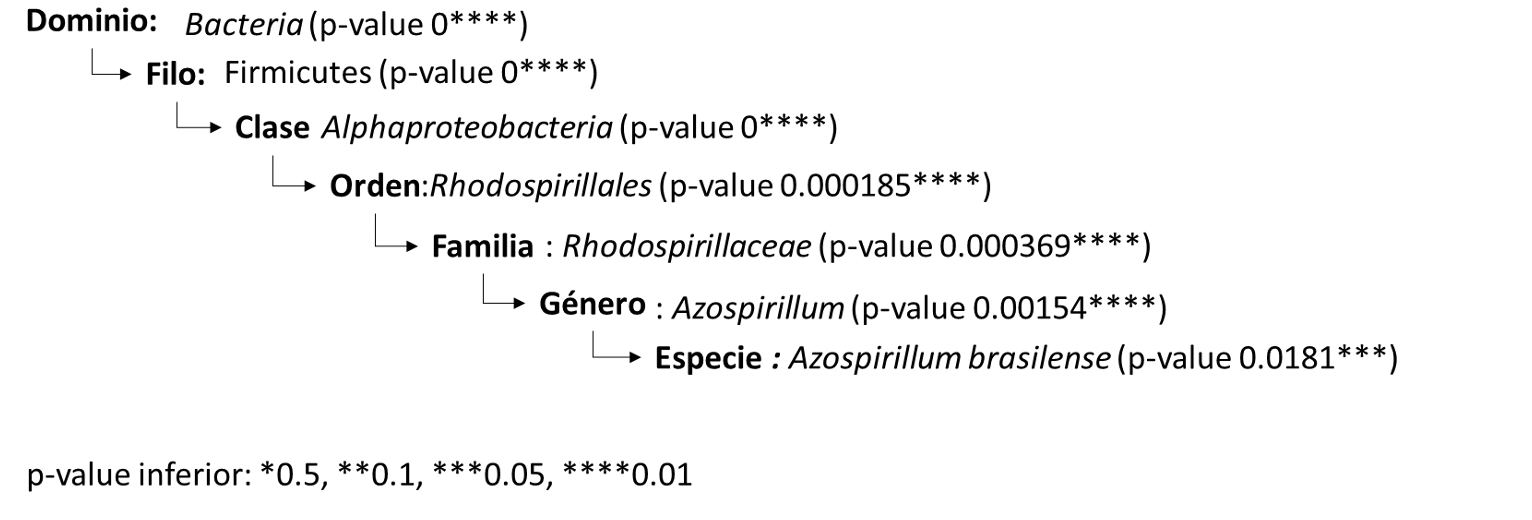 Dominio: Bacteria (p-value 0****)
Filo: Firmicutes (p-value 0****)
Clase Alphaproteobacteria (p-value 0****)
Orden:Rhodospirillales (p-value 0.000185****)
Familia : Rhodospirillaceae (p-value 0.000369****)
Género : Azospirillum (p-value 0.00154****)
Especie : Azospirillum brasilense (p-value 0.0181***)
p-value inferior: *0.5, **0.1, ***0.05, ****0.01